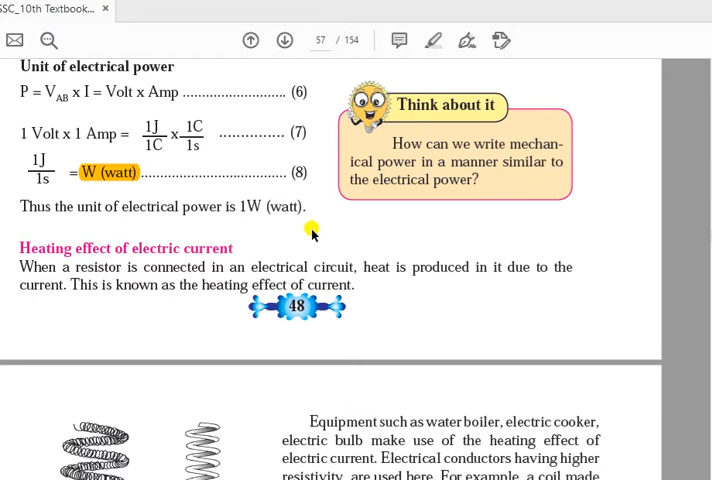 SSC_10th Textbook... ×
57 / 154
Unit of electrical power
P = VAB x I = Volt x Amp ............................ (6)
1 Volt x 1 Amp = 1J/1C x 1C/1s ............... (7)
1J/1s = W (watt)........................................ (8)
Thus the unit of electrical power is 1W (watt).
Think about it
How can we write mechan-
ical power in a manner similar to
the electrical power?
Heating effect of electric current
When a resistor is connected in an electrical circuit, heat is produced in it due to the
current. This is known as the heating effect of current.
48
Equipment such as water boiler, electric cooker,
electric bulb make use of the heating effect of
electric current. Electrical conductors having higher
resistivity, are used here. For example, a coil made